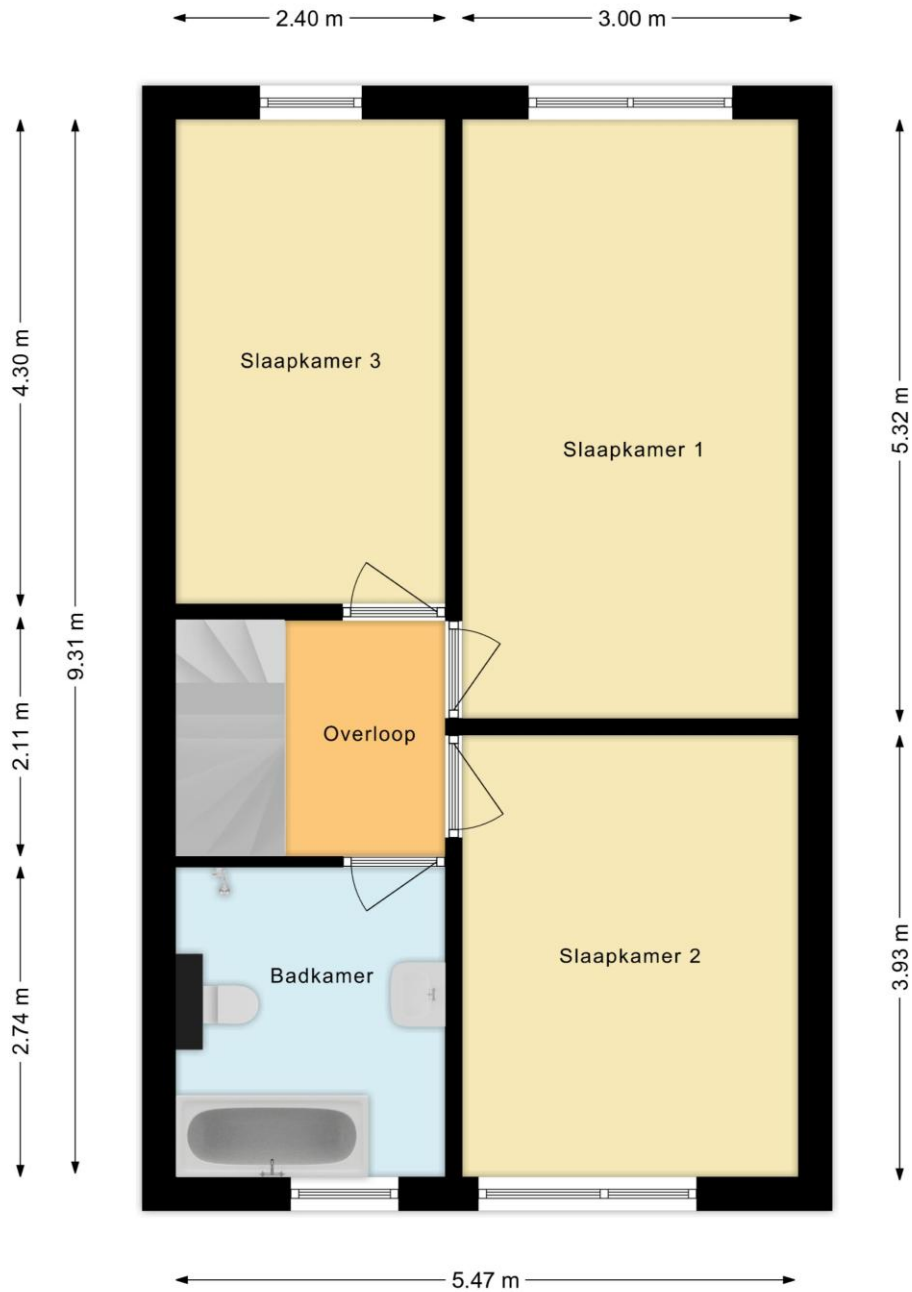 2.40 m
3.00 m
4.30 m
9.31 m
2.11 m
2.74 m
5.32 m
3.93 m
Slaapkamer 3
Slaapkamer 1
Overloop
Slaapkamer 2
Badkamer
5.47 m